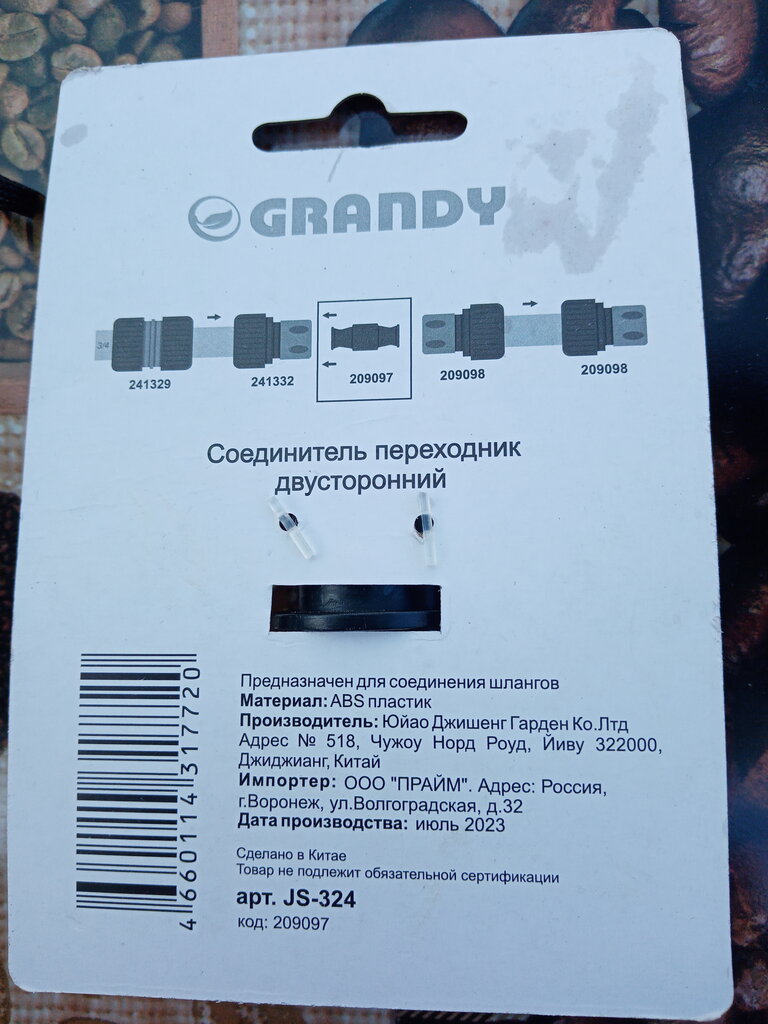 GRANDY
3/4
241329 241332 209097 209098 209098
Соединитель переходник
двусторонний
Предназначен для соединения шлангов
Материал: ABS пластик
Производитель: Юйао Джишенг Гарден Ко.Лтд
Адрес № 518, Чужоу Норд Роуд, Йиву 322000,
Джиджианг, Китай
Импортер: ООО "ПРАЙМ". Адрес: Россия,
г.Воронеж, ул.Волгоградская, д.32
Дата производства: июль 2023
Сделано в Китае
Товар не подлежит обязательной сертификации
арт. JS-324
код: 209097
4 660114 317720